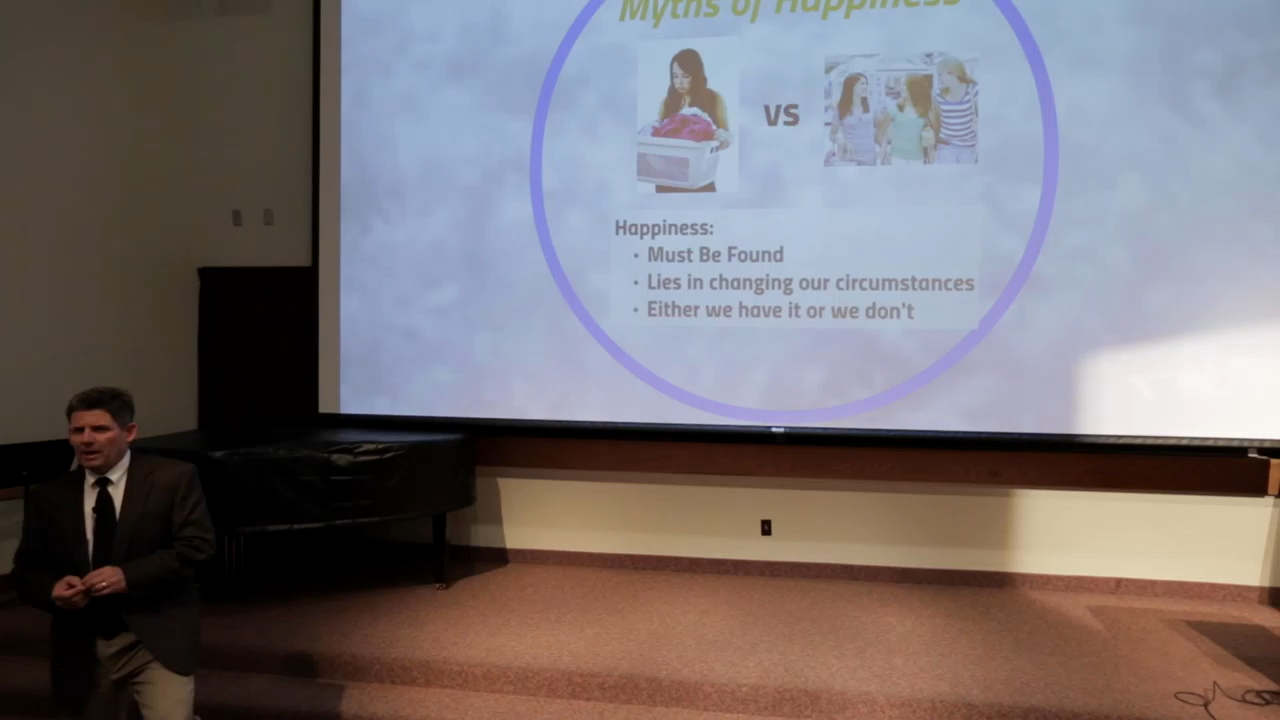 Myths of Happiness
vs
Happiness:
• Must Be Found
• Lies in changing our circumstances
• Either we have it or we don't